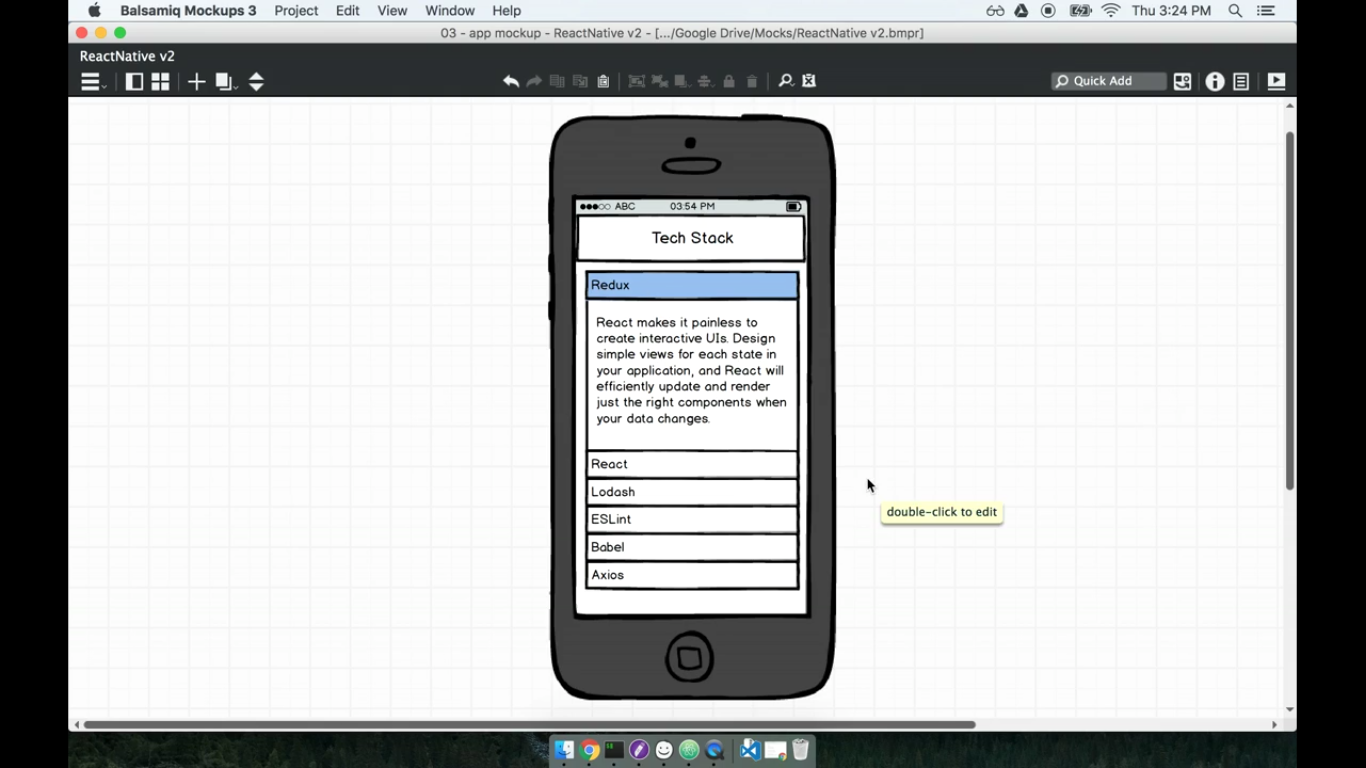 Balsamiq Mockups 3 Project Edit View Window Help Thu 3:24 PM
03 - app mockup - ReactNative v2 - [.../Google Drive/Mocks/ReactNative v2.bmpr]
ReactNative v2
Quick Add
ABC 03:54 PM
Tech Stack
Redux
React makes it painless to
create interactive UIs. Design
simple views for each state in
your application, and React will
efficiently update and render
just the right components when
your data changes.
React
Lodash
double-click to edit
ESLint
Babel
Axios